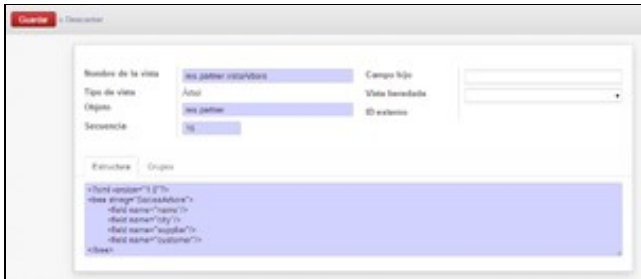 Guardar o Descartar
Nombre de la vista
res.partner.vistaArbore
Campo hijo
Tipo de vista
Árbol
Vista heredada
Objeto
res.partner
ID externo
Secuencia
16
Estructura Grupos
<?xml version="1.0"?>
<tree string="SociosArbore">
<field name="name"/>
<field name="city"/>
<field name="supplier"/>
<field name="customer"/>
</tree>